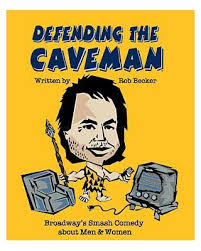 DEFENDING THE
CAVEMAN
Written by Rob Becker
Broadway's Smash Comedy
about Men & Women